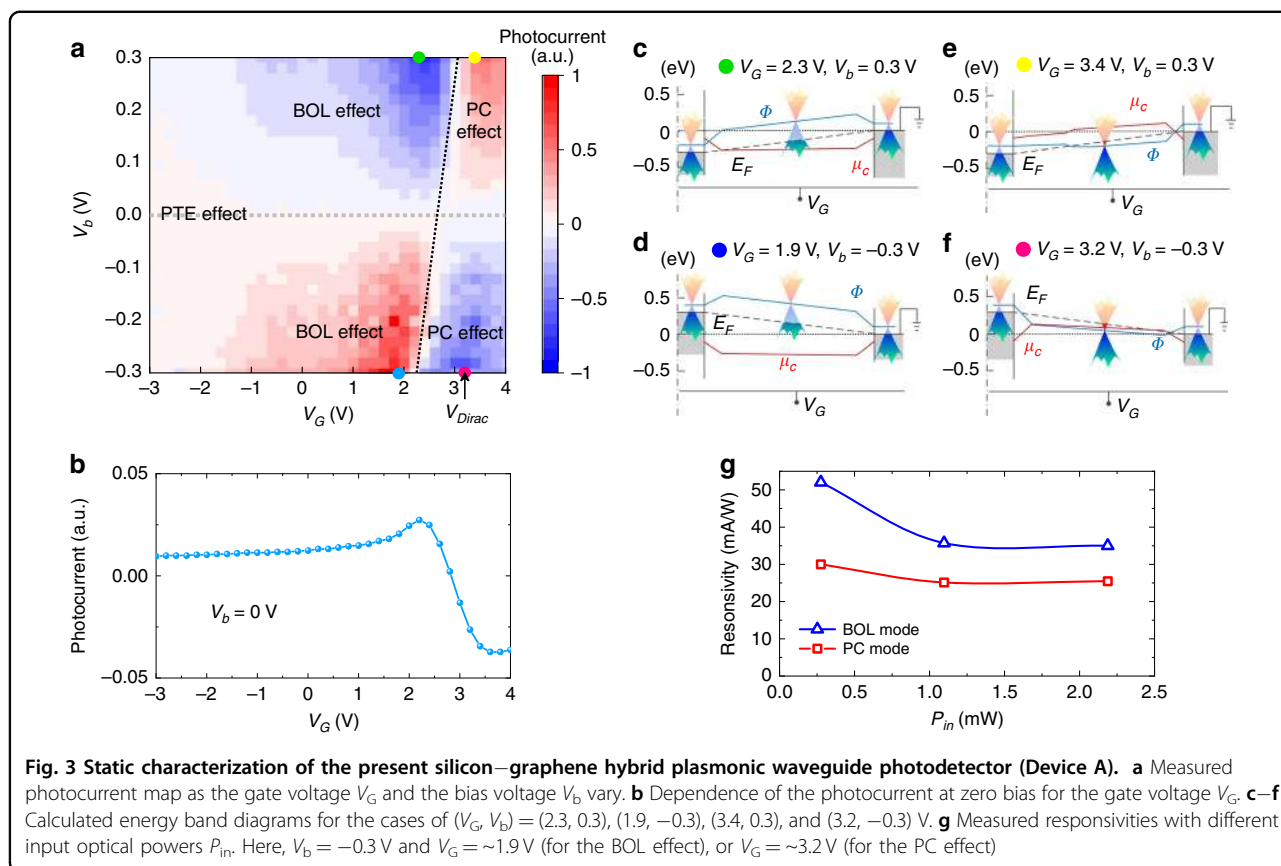 a
Photocurrent
(a.u.)
0.3
0.2
0.1
0.0
−0.1
−0.2
−0.3
V_b (V)
BOL effect
PC
effect
PTE effect
BOL effect
PC effect
−3
−2
−1
0
1
2
3
4
V_G (V)
V_Dirac
1
0.5
0
−0.5
−1
c
(eV)
V_G = 2.3 V, V_b = 0.3 V
0.5
0
−0.5
Φ
E_F
μ_c
V_G
e
(eV)
V_G = 3.4 V, V_b = 0.3 V
0.5
0
−0.5
μ_c
E_F
Φ
V_G
d
(eV)
V_G = 1.9 V, V_b = −0.3 V
0.5
0
−0.5
Φ
E_F
μ_c
V_G
f
(eV)
V_G = 3.2 V, V_b = −0.3 V
0.5
0
−0.5
E_F
μ_c
Φ
V_G
b
0.05
0.00
−0.05
Photocurrent (a.u.)
V_b = 0 V
−3
−2
−1
0
1
2
3
4
V_G (V)
g
50
40
30
20
10
0
Resonsivity (mA/W)
BOL mode
PC mode
0.0
0.5
1.0
1.5
2.0
2.5
P_in (mW)
Fig. 3 Static characterization of the present silicon−graphene hybrid plasmonic waveguide photodetector (Device A). a Measured
photocurrent map as the gate voltage V_G and the bias voltage V_b vary. b Dependence of the photocurrent at zero bias for the gate voltage V_G. c–f
Calculated energy band diagrams for the cases of (V_G, V_b) = (2.3, 0.3), (1.9, −0.3), (3.4, 0.3), and (3.2, −0.3) V. g Measured responsivities with different
input optical powers P_in. Here, V_b = −0.3 V and V_G = ~1.9 V (for the BOL effect), or V_G = ~3.2 V (for the PC effect)